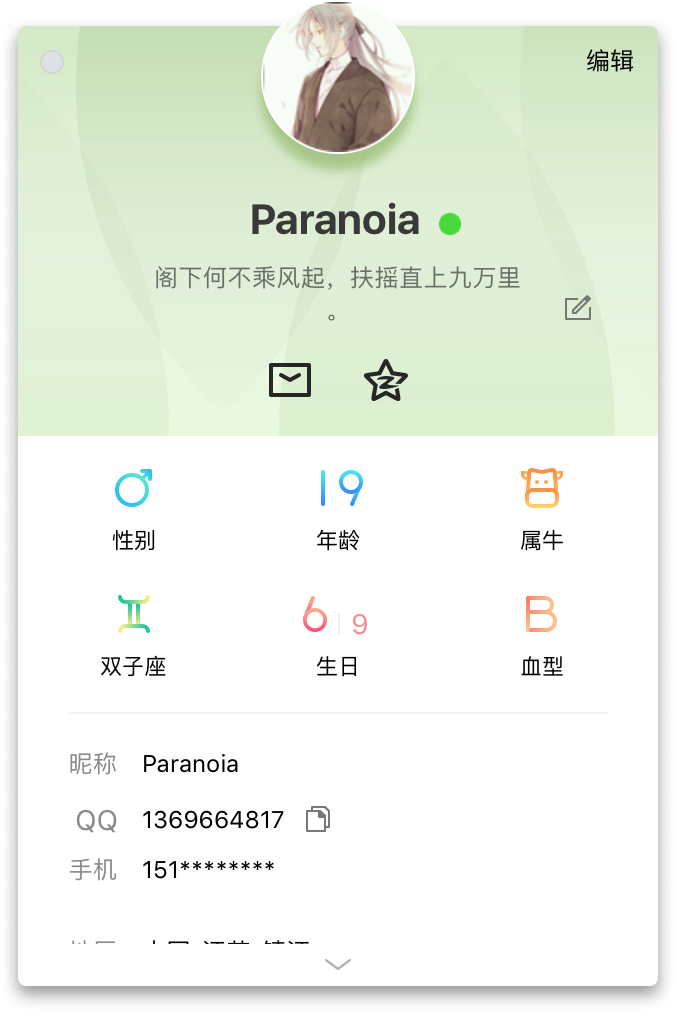 编辑
Paranoia
阁下何不乘风起，扶摇直上九万里
。
19
性别 年龄 属牛
6 | 9 B
双子座 生日 血型
昵称 Paranoia
QQ 1369664817
手机 151********